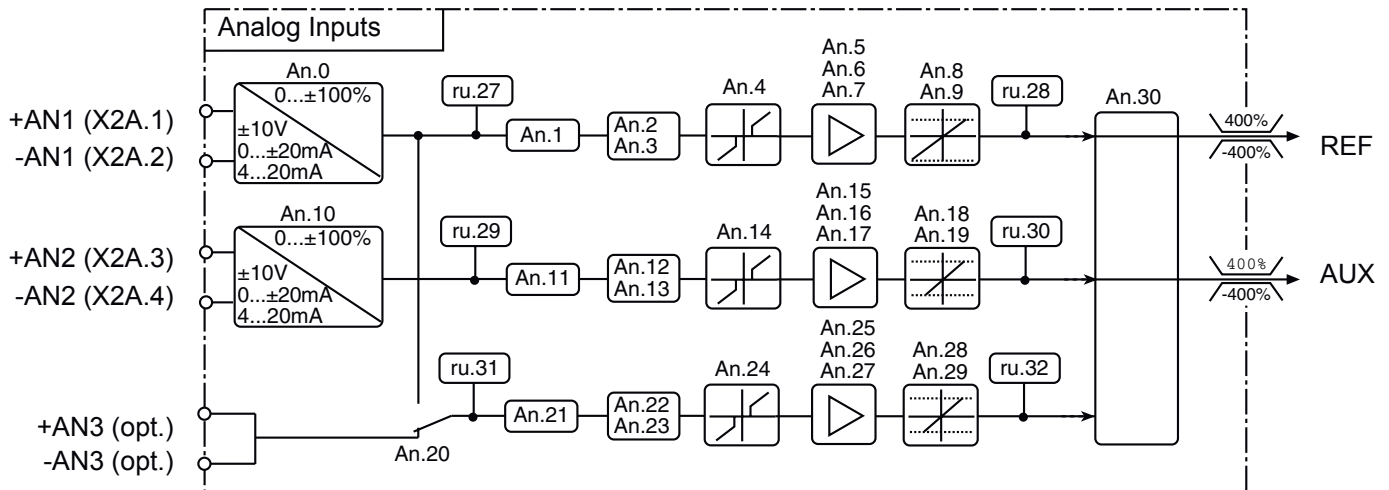 Analog Inputs
An.0
0...±100%
±10V
0...±20mA
4...20mA
+AN1 (X2A.1)
-AN1 (X2A.2)
ru.27
An.1
An.2
An.3
An.4
An.5
An.6
An.7
An.8
An.9
ru.28
An.30
400%
-400%
REF
An.10
0...±100%
±10V
0...±20mA
4...20mA
+AN2 (X2A.3)
-AN2 (X2A.4)
ru.29
An.11
An.12
An.13
An.14
An.15
An.16
An.17
An.18
An.19
ru.30
400%
-400%
AUX
+AN3 (opt.)
-AN3 (opt.)
An.20
ru.31
An.21
An.22
An.23
An.24
An.25
An.26
An.27
An.28
An.29
ru.32